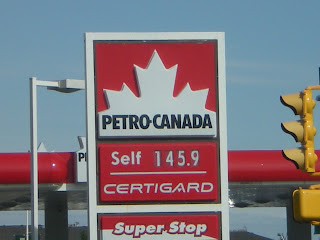 PETRO-CANADA
Self 145.9
CERTIGARD
Super Stop